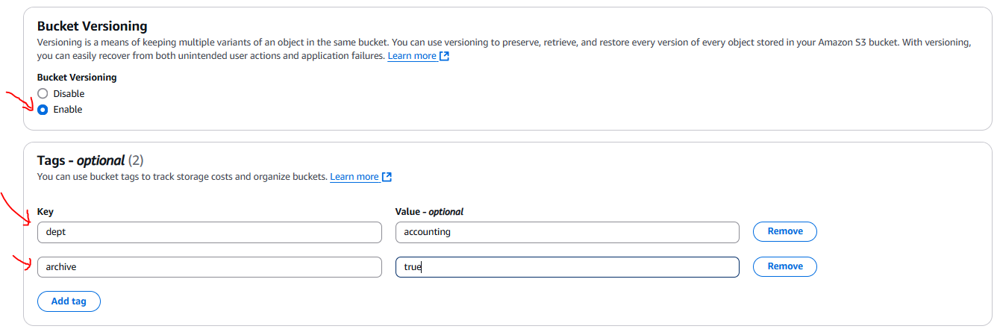 Bucket Versioning
Versioning is a means of keeping multiple variants of an object in the same bucket. You can use versioning to preserve, retrieve, and restore every version of every object stored in your Amazon S3 bucket. With versioning,
you can easily recover from both unintended user actions and application failures. Learn more
Bucket Versioning
Disable
Enable
Tags - optional (2)
You can use bucket tags to track storage costs and organize buckets. Learn more
Key Value - optional
dept accounting Remove
archive true Remove
Add tag